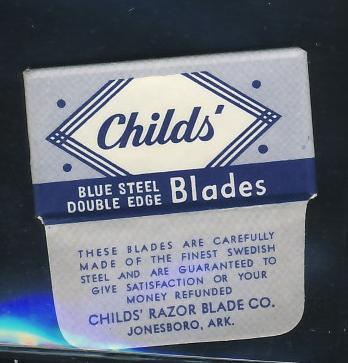 Childs'
BLUE STEEL
DOUBLE EDGE Blades
THESE BLADES ARE CAREFULLY
MADE OF THE FINEST SWEDISH
STEEL AND ARE GUARANTEED TO
GIVE SATISFACTION OR YOUR
MONEY REFUNDED
CHILDS' RAZOR BLADE CO.
JONESBORO, ARK.